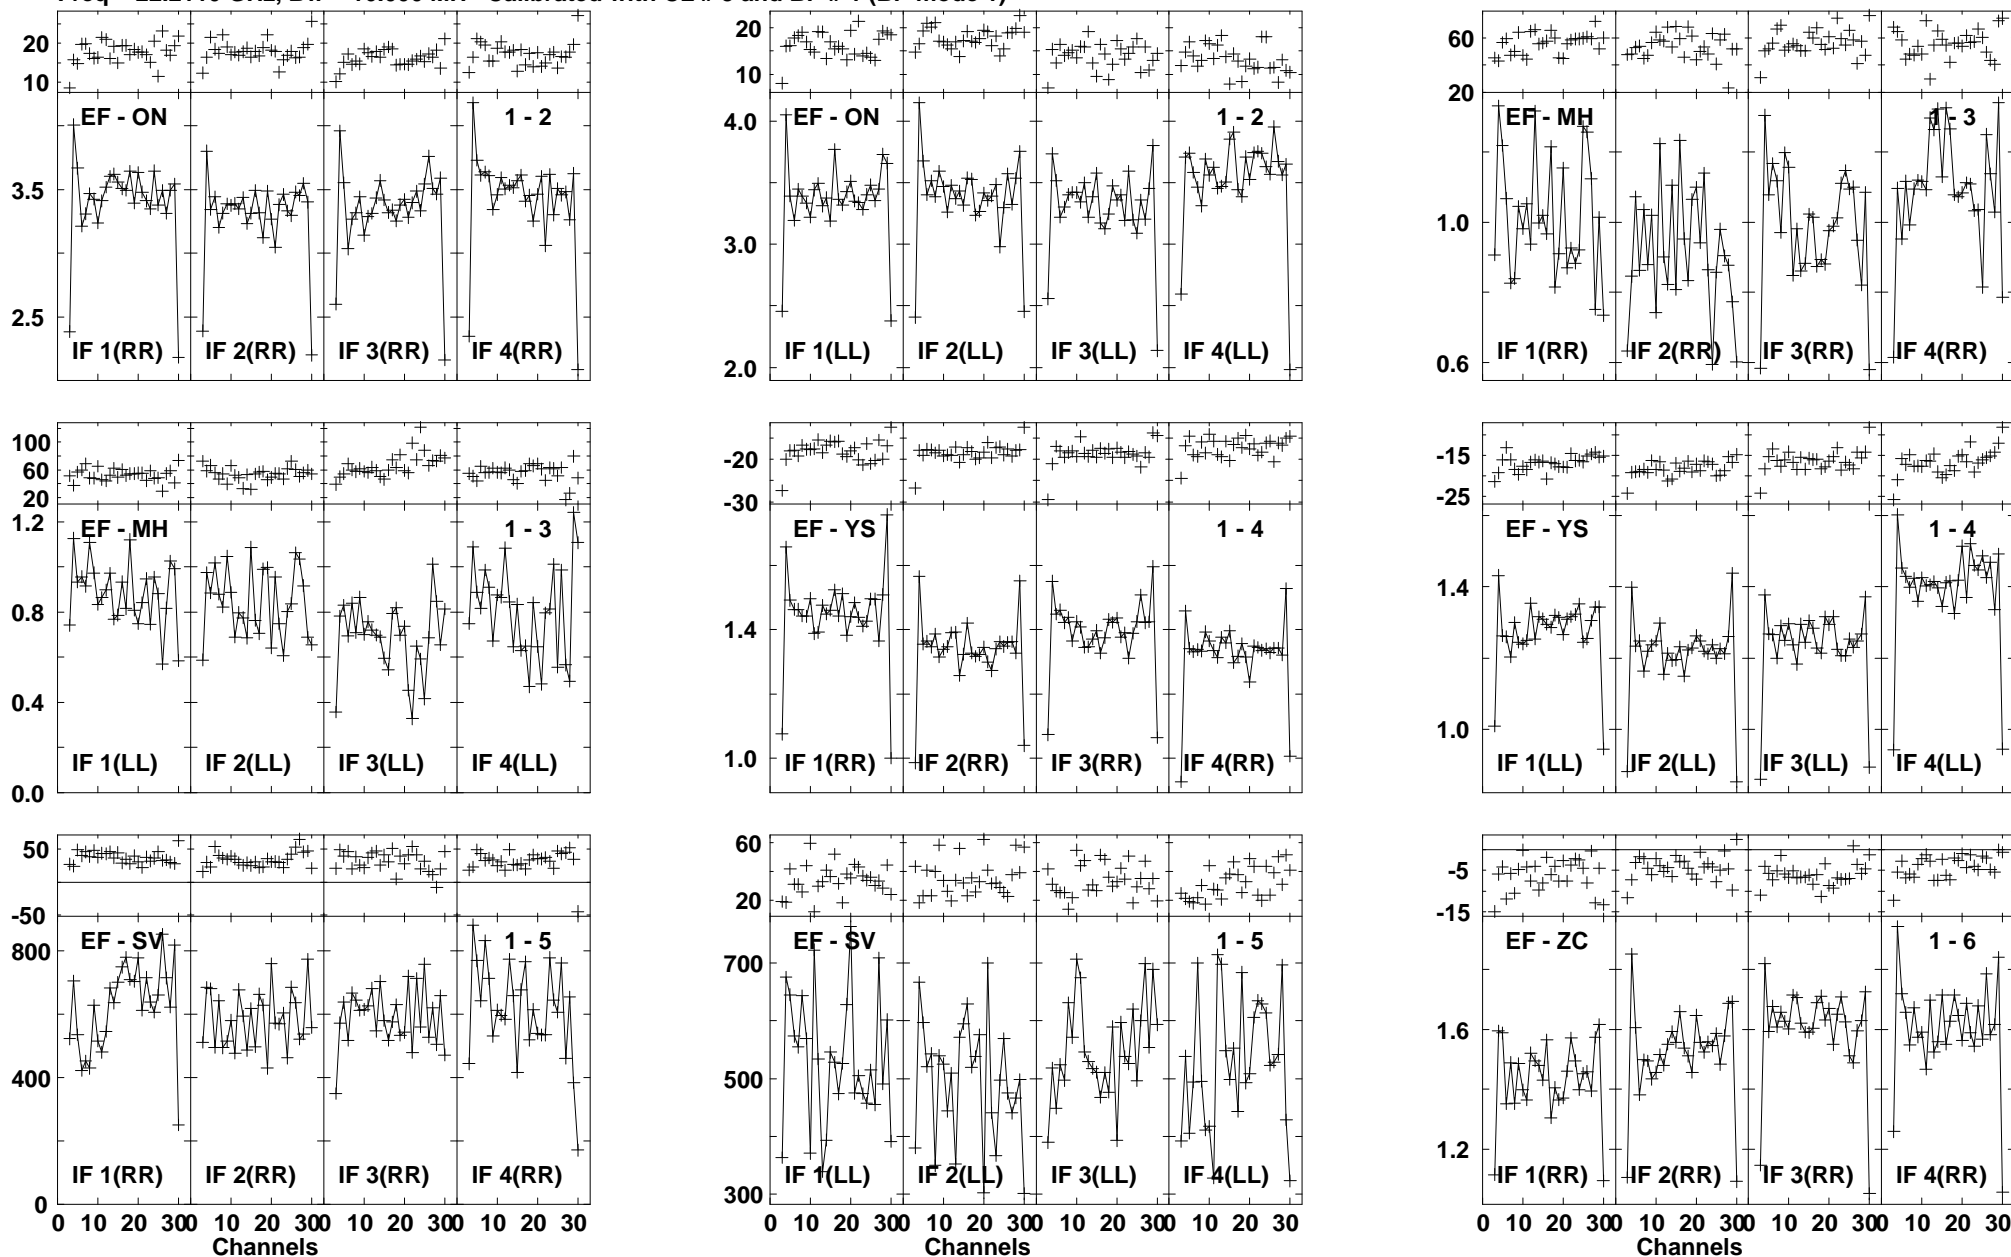 20
10
EF - ON
1 - 2
3.5
2.5
IF 1(RR)
IF 2(RR)
IF 3(RR)
IF 4(RR)
20
10
EF - ON
1 - 2
4.0
3.0
2.0
IF 1(LL)
IF 2(LL)
IF 3(LL)
IF 4(LL)
60
20
EF - MH
1 - 3
1.0
0.6
IF 1(RR)
IF 2(RR)
IF 3(RR)
IF 4(RR)
100
60
20
EF - MH
1 - 3
1.2
0.8
0.4
0.0
IF 1(LL)
IF 2(LL)
IF 3(LL)
IF 4(LL)
-20
-30
EF - YS
1 - 4
1.4
1.0
IF 1(RR)
IF 2(RR)
IF 3(RR)
IF 4(RR)
-15
-25
EF - YS
1 - 4
1.4
1.0
IF 1(LL)
IF 2(LL)
IF 3(LL)
IF 4(LL)
50
-50
EF - SV
1 - 5
800
400
0
IF 1(RR)
IF 2(RR)
IF 3(RR)
IF 4(RR)
0 10 20 30 0 10 20 30 0 10 20 30 0 10 20 30
Channels
60
20
EF - SV
1 - 5
700
500
300
IF 1(LL)
IF 2(LL)
IF 3(LL)
IF 4(LL)
0 10 20 30 0 10 20 30 0 10 20 30 0 10 20 30
Channels
-5
-15
EF - ZC
1 - 6
1.6
1.2
IF 1(RR)
IF 2(RR)
IF 3(RR)
IF 4(RR)
0 10 20 30 0 10 20 30 0 10 20 30 0 10 20 30
Channels